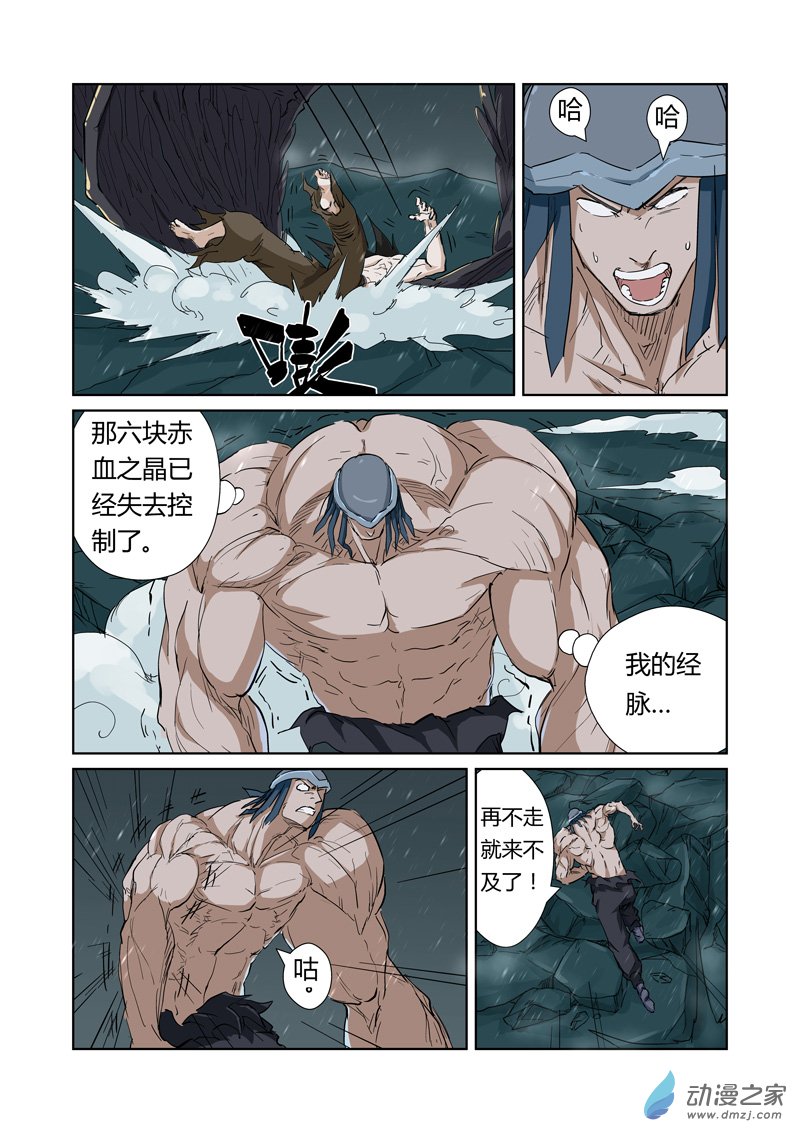 哈
哈
嘭
那六块赤
血之晶已
经失去控
制了。
我的经
脉...
咕。
再不走
就来不
及了！
动漫之家
www.dmzj.com